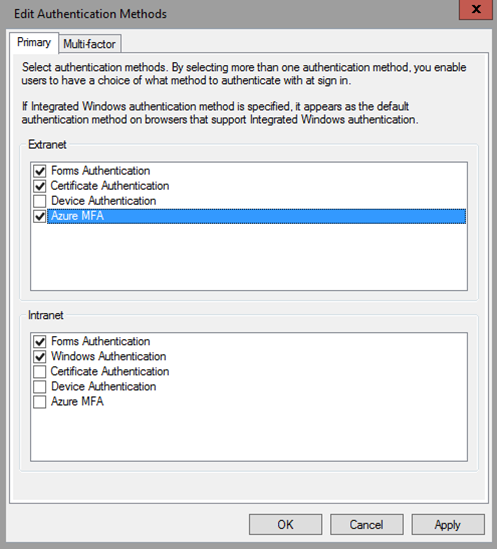 Edit Authentication Methods
x
Primary
Multi-factor
Select authentication methods. By selecting more than one authentication method, you enable
users to have a choice of what method to authenticate with at sign in.
If Integrated Windows authentication method is specified, it appears as the default
authentication method on browsers that support Integrated Windows authentication.
Extranet
Forms Authentication
Certificate Authentication
Device Authentication
Azure MFA
Intranet
Forms Authentication
Windows Authentication
Certificate Authentication
Device Authentication
Azure MFA
OK
Cancel
Apply